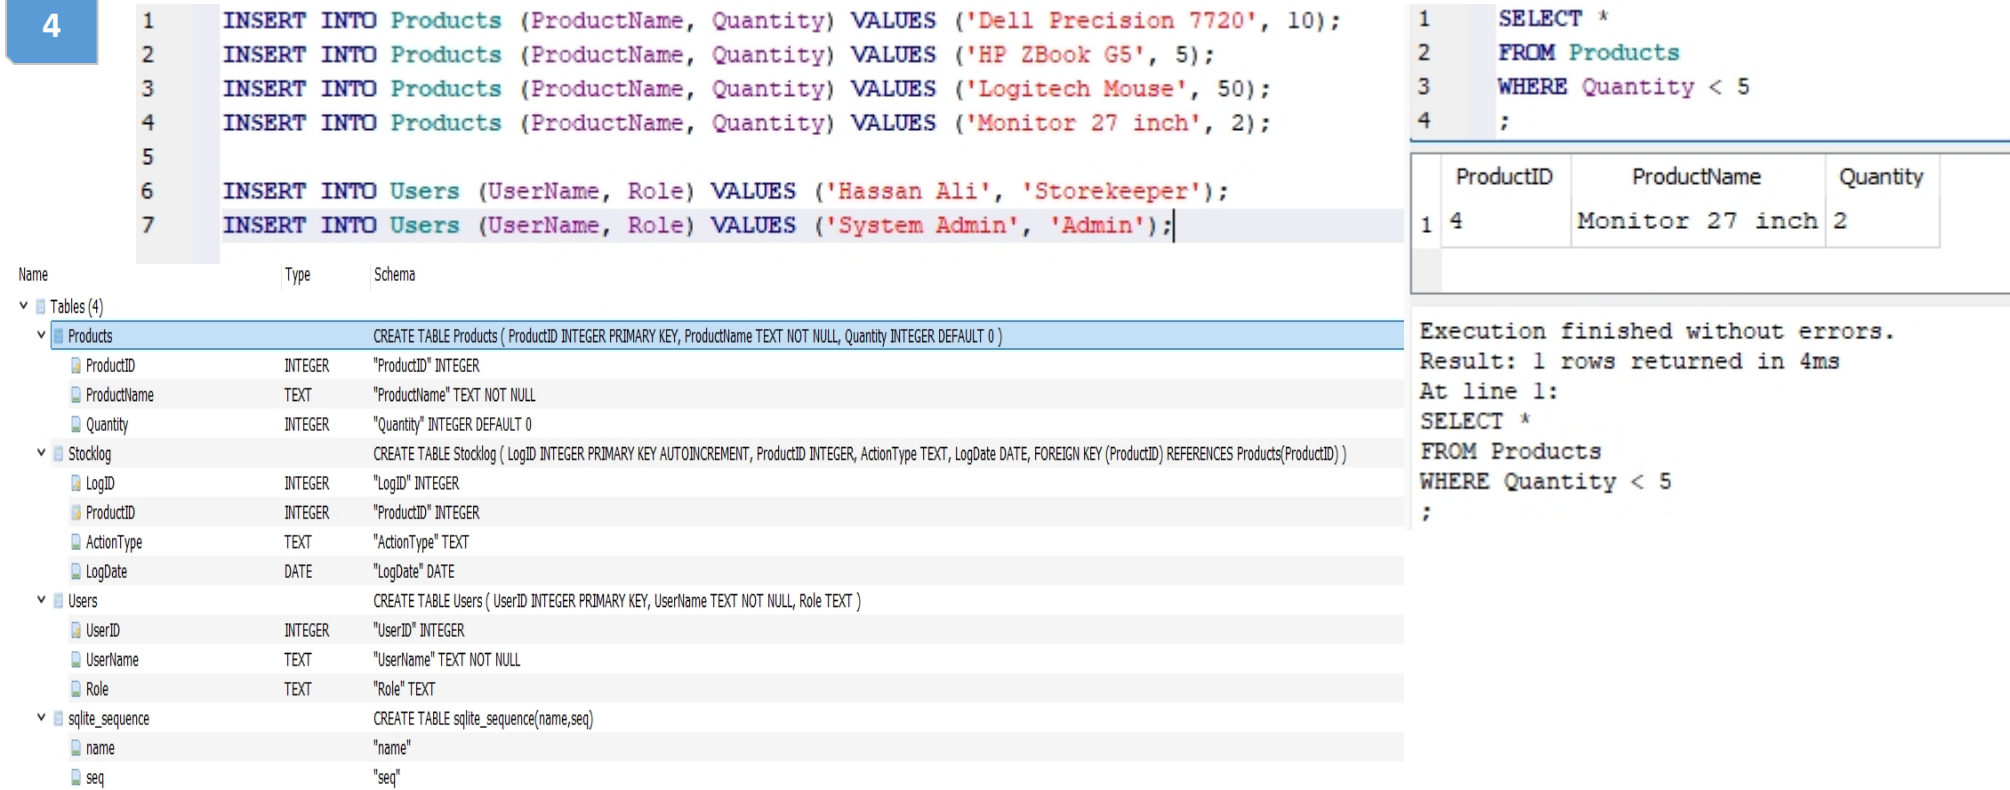 4
1 INSERT INTO Products (ProductName, Quantity) VALUES ('Dell Precision 7720', 10);
2 INSERT INTO Products (ProductName, Quantity) VALUES ('HP ZBook G5', 5);
3 INSERT INTO Products (ProductName, Quantity) VALUES ('Logitech Mouse', 50);
4 INSERT INTO Products (ProductName, Quantity) VALUES ('Monitor 27 inch', 2);
5
6 INSERT INTO Users (UserName, Role) VALUES ('Hassan Ali', 'Storekeeper');
7 INSERT INTO Users (UserName, Role) VALUES ('System Admin', 'Admin');
Name Type Schema
Tables (4)
Products CREATE TABLE Products ( ProductID INTEGER PRIMARY KEY, ProductName TEXT NOT NULL, Quantity INTEGER DEFAULT 0 )
ProductID INTEGER "ProductID" INTEGER
ProductName TEXT "ProductName" TEXT NOT NULL
Quantity INTEGER "Quantity" INTEGER DEFAULT 0
Stocklog CREATE TABLE Stocklog ( LogID INTEGER PRIMARY KEY AUTOINCREMENT, ProductID INTEGER, ActionType TEXT, LogDate DATE, FOREIGN KEY (ProductID) REFERENCES Products(ProductID) )
LogID INTEGER "LogID" INTEGER
ProductID INTEGER "ProductID" INTEGER
ActionType TEXT "ActionType" TEXT
LogDate DATE "LogDate" DATE
Users CREATE TABLE Users ( UserID INTEGER PRIMARY KEY, UserName TEXT NOT NULL, Role TEXT )
UserID INTEGER "UserID" INTEGER
UserName TEXT "UserName" TEXT NOT NULL
Role TEXT "Role" TEXT
sqlite_sequence CREATE TABLE sqlite_sequence(name,seq)
name "name"
seq "seq"
1 SELECT *
2 FROM Products
3 WHERE Quantity < 5
4 ;
ProductID ProductName Quantity
1 4 Monitor 27 inch 2
Execution finished without errors.
Result: 1 rows returned in 4ms
At line 1:
SELECT *
FROM Products
WHERE Quantity < 5
;